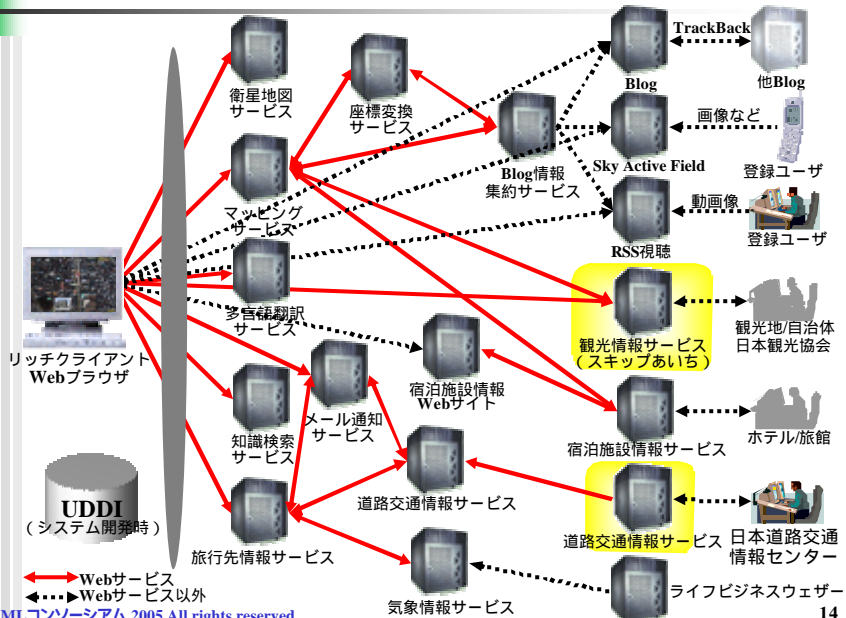 TrackBack
衛星地図
サービス
座標変換
サービス
Blog
他Blog
画像など
Blog情報
集約サービス
Sky Active Field
登録ユーザ
マッピング
サービス
動画像
RSS視聴
登録ユーザ
多言語翻訳
サービス
リッチクライアント
Webブラウザ
観光情報サービス
（スキップあいち）
観光地/自治体
日本観光協会
宿泊施設情報
Webサイト
メール通知
サービス
知識検索
サービス
宿泊施設情報サービス
ホテル/旅館
UDDI
（システム開発時）
道路交通情報サービス
道路交通情報サービス
日本道路交通
情報センター
旅行先情報サービス
Webサービス
Webサービス以外
気象情報サービス
ライフビジネスウェザー
MLコンソーシアム 2005 All rights reserved
14